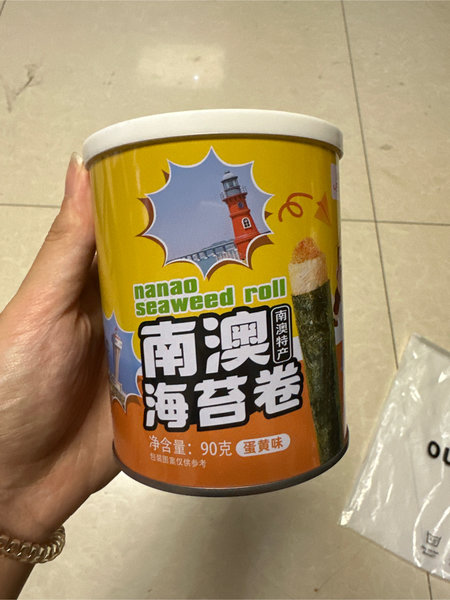 nanao
seaweed roll
南澳
南澳特产
海苔卷
净含量：90克 蛋黄味
包装图案仅供参考
OU